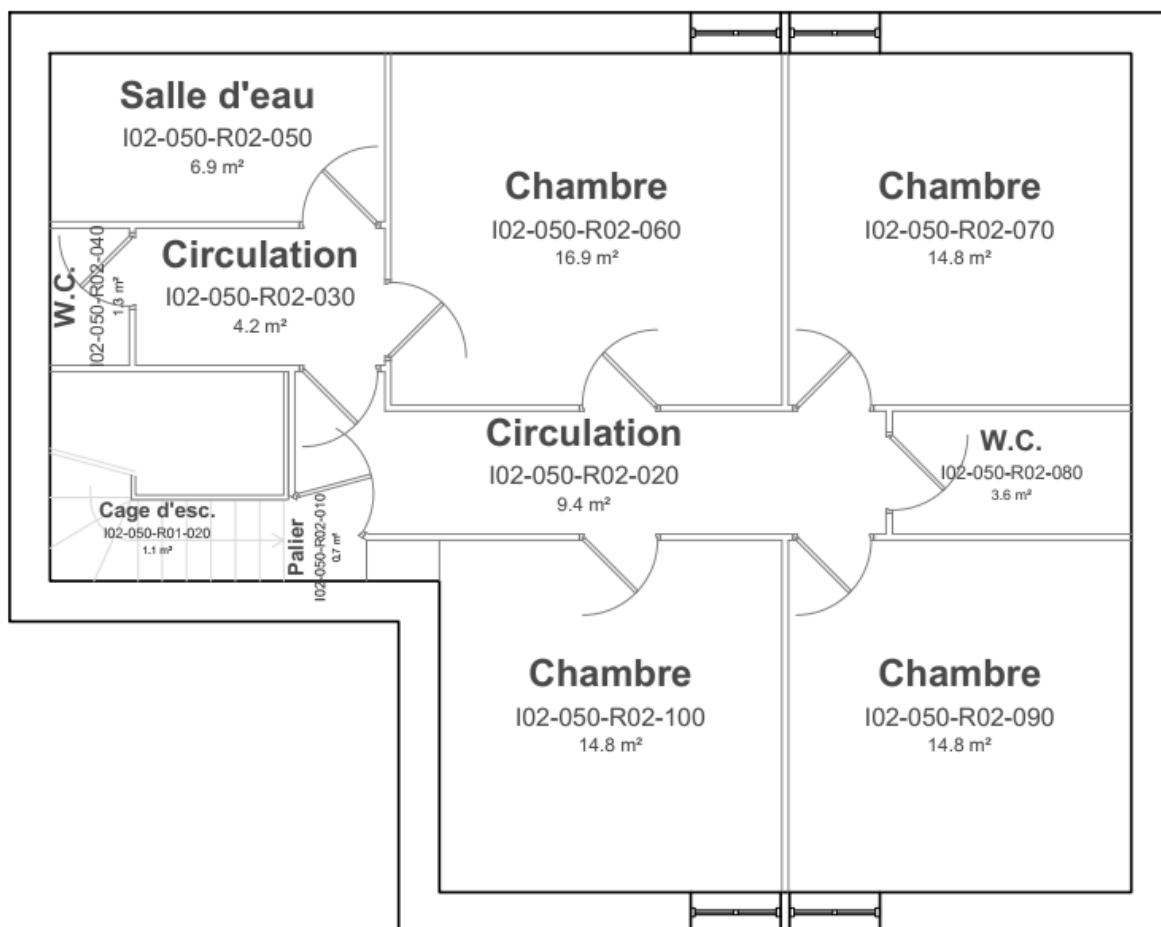 Salle d'eau
I02-050-R02-050
6.9 m²
Chambre
I02-050-R02-060
16.9 m²
Chambre
I02-050-R02-070
14.8 m²
W.C.
I02-050-R02-040
1.3 m²
Circulation
I02-050-R02-030
4.2 m²
Circulation
I02-050-R02-020
9.4 m²
W.C.
I02-050-R02-080
3.6 m²
Cage d'esc.
I02-050-R01-020
1.1 m²
Palier
I02-050-R02-010
0.7 m²
Chambre
I02-050-R02-100
14.8 m²
Chambre
I02-050-R02-090
14.8 m²